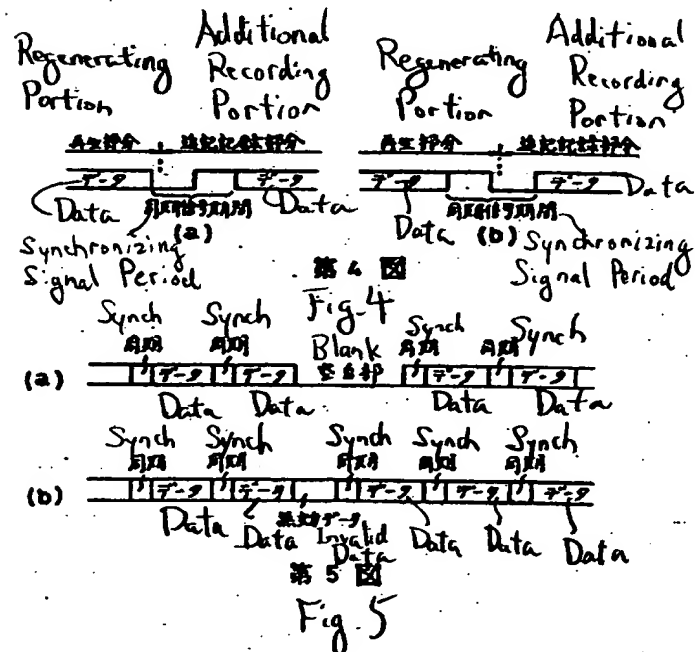 Regenerating Portion
Additional Recording Portion
Regenerating Portion
Additional Recording Portion
再生部分 追記記録部分 再生部分 追記記録部分
データ データ データ データ Data
Data 同期信号期間 Data Data 同期信号期間
(a) (b)
Synchronizing Signal Period
Synchronizing Signal Period
第4図
Fig. 4
Synch Synch Blank Synch Synch
同期 同期 空白部 同期 同期
(a) データ データ データ データ
Data Data Data Data
Synch Synch Synch Synch Synch
同期 同期 同期 同期 同期
(b) データ データ データ データ データ
無効データ
Data Data Invalid Data Data Data Data
第5図
Fig. 5